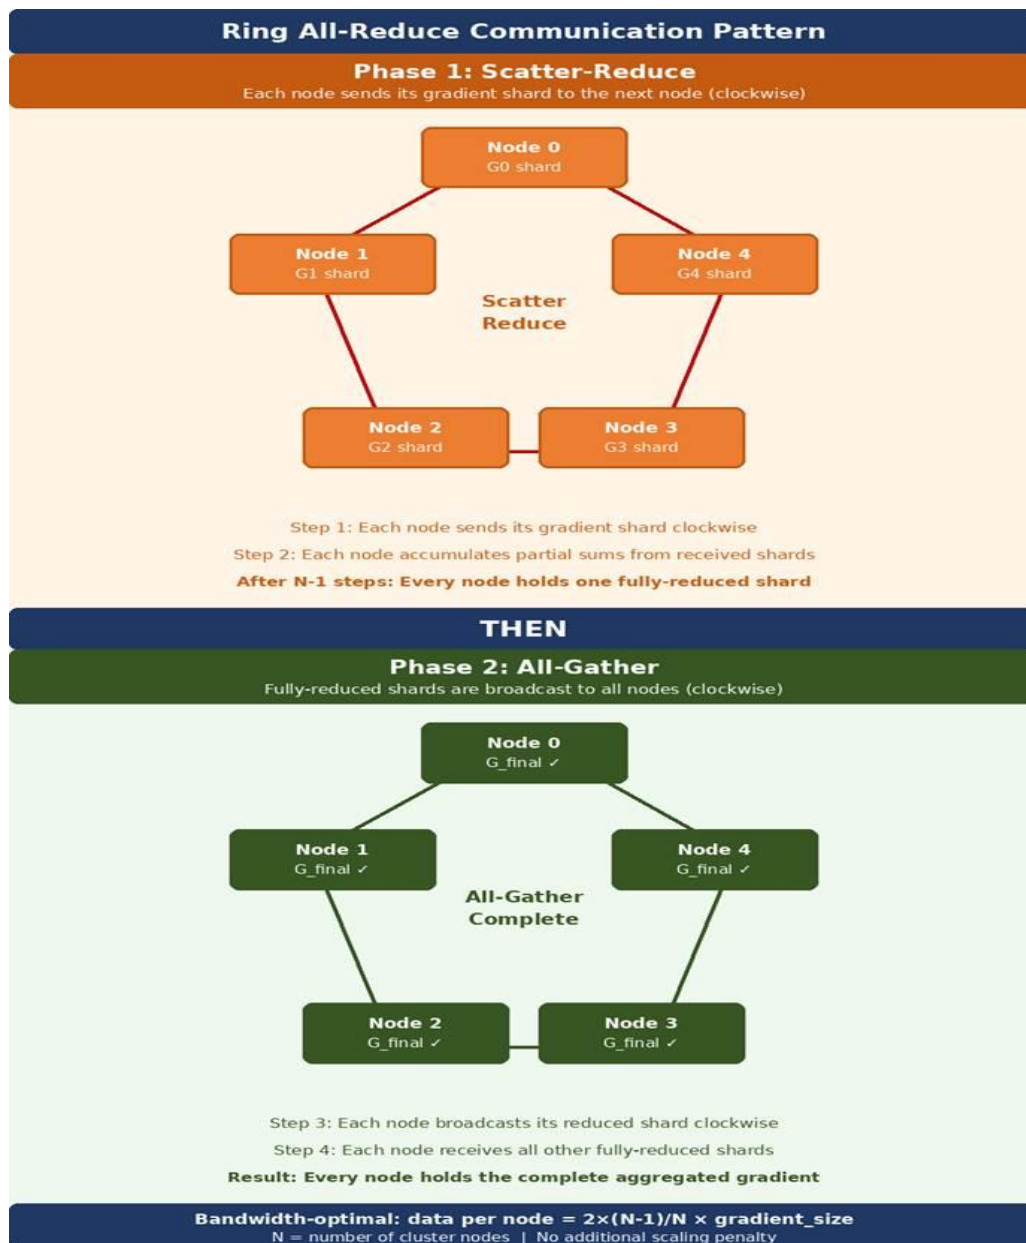 Ring All-Reduce Communication Pattern
Phase 1: Scatter-Reduce
Each node sends its gradient shard to the next node (clockwise)
Node 0
G0 shard
Node 1
G1 shard
Node 4
G4 shard
Scatter
Reduce
Node 2
G2 shard
Node 3
G3 shard
Step 1: Each node sends its gradient shard clockwise
Step 2: Each node accumulates partial sums from received shards
After N-1 steps: Every node holds one fully-reduced shard
THEN
Phase 2: All-Gather
Fully-reduced shards are broadcast to all nodes (clockwise)
Node 0
G_final ✓
Node 1
G_final ✓
Node 4
G_final ✓
All-Gather
Complete
Node 2
G_final ✓
Node 3
G_final ✓
Step 3: Each node broadcasts its reduced shard clockwise
Step 4: Each node receives all other fully-reduced shards
Result: Every node holds the complete aggregated gradient
Bandwidth-optimal: data per node = 2×(N-1)/N × gradient_size
N = number of cluster nodes | No additional scaling penalty